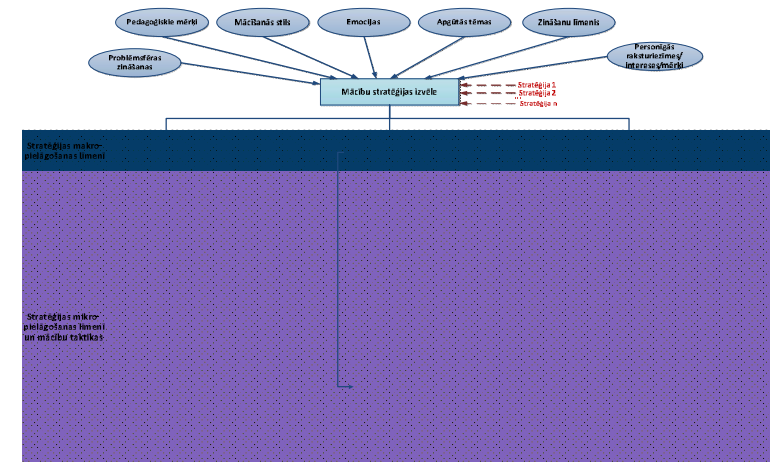 Pedagoģiskie mērķi
Mācīšanās stils
Emocijas
Apgūtās tēmas
Zināšanu līmenis
Problēmsfēras
zināšanas
Personīgās
raksturiezīmes/
intereses/mērķi
Mācību stratēģijas izvēle
Stratēģija 1
Stratēģija 2
...
Stratēģija n
Stratēģijas makro-
pielāgošanas līmenī
Stratēģijas mikro-
pielāgošanas līmenī
un mācību taktikas